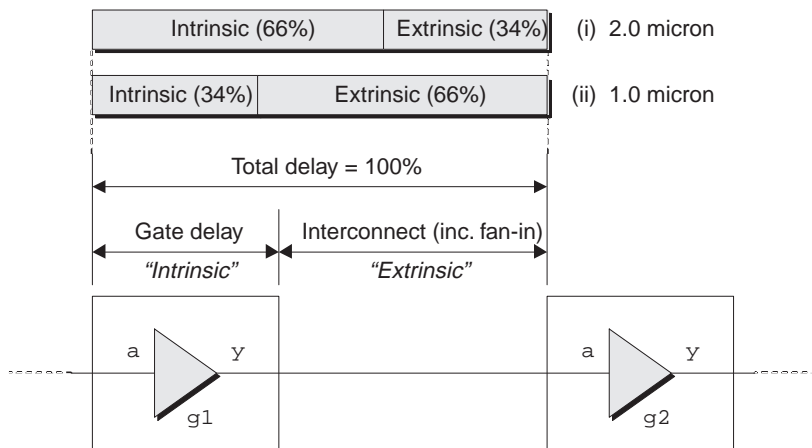 Intrinsic (66%) Extrinsic (34%) (i) 2.0 micron
Intrinsic (34%) Extrinsic (66%) (ii) 1.0 micron
Total delay = 100%
Gate delay Interconnect (inc. fan-in)
“Intrinsic” “Extrinsic”
a y a y
g1 g2